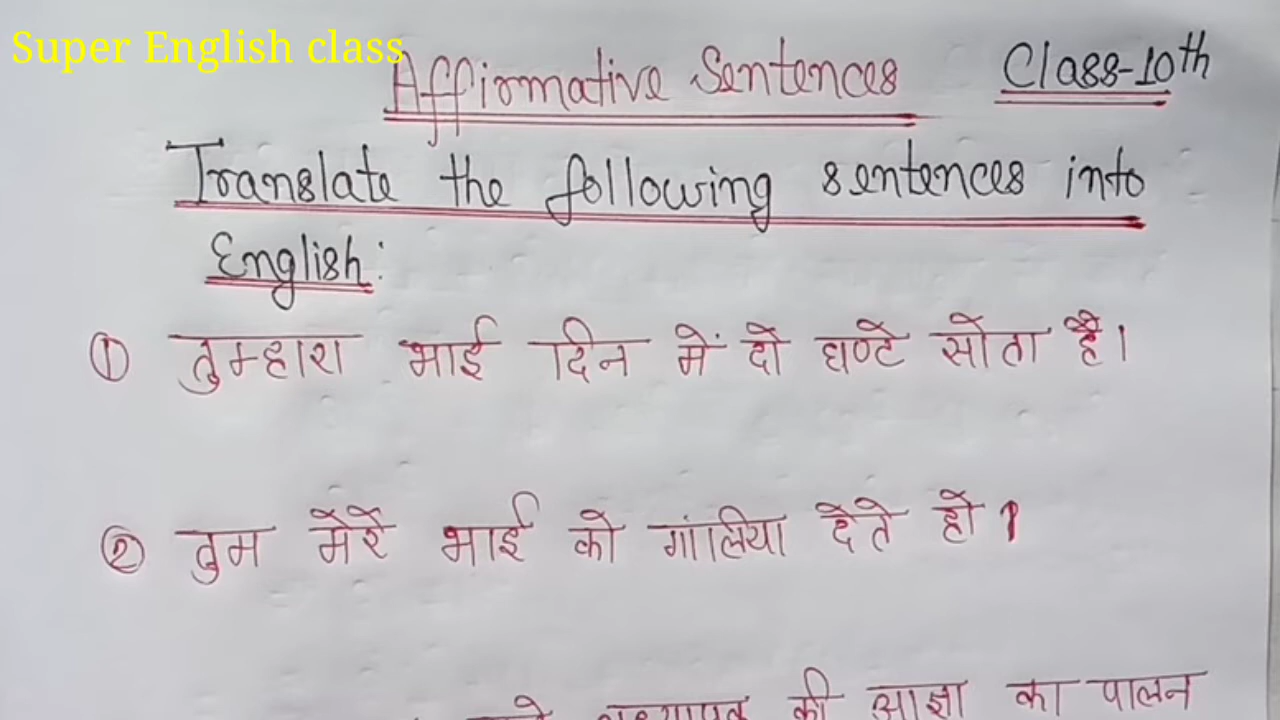 Super English class
Affirmative Sentences Class-10th
Translate the following sentences into
English:
① तुम्हारा भाई दिन में दो घण्टे सोता है।
② तुम मेरे भाई को गांलिया देते हो।
की आज्ञा का पालन